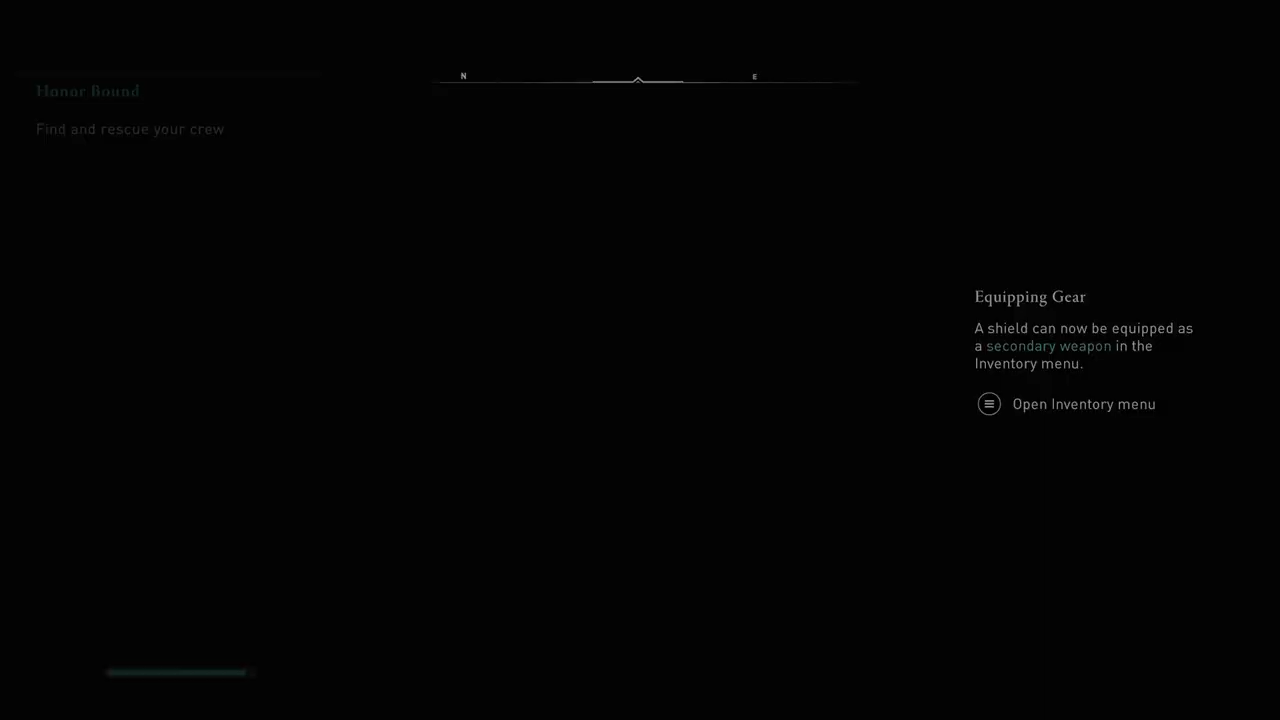 N
E
Honor Bound
Find and rescue your crew
Equipping Gear
A shield can now be equipped as
a secondary weapon in the
Inventory menu.
Open Inventory menu